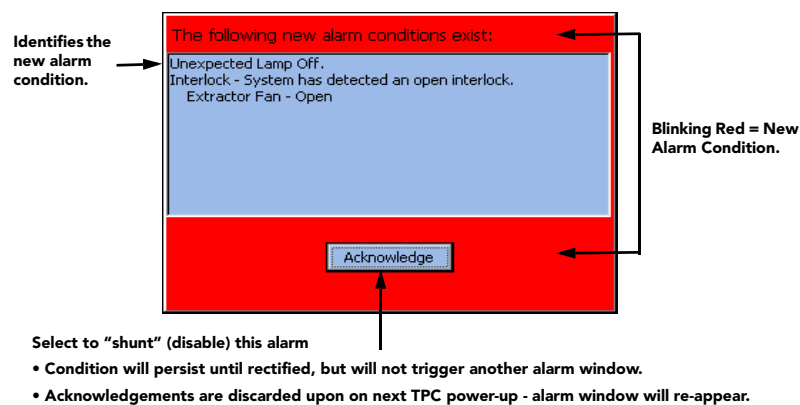 Identifies the
new alarm
condition.
The following new alarm conditions exist:
Unexpected Lamp Off.
Interlock - System has detected an open interlock.
Extractor Fan - Open
Blinking Red = New
Alarm Condition.
Acknowledge
Select to “shunt” (disable) this alarm
• Condition will persist until rectified, but will not trigger another alarm window.
• Acknowledgements are discarded upon on next TPC power-up - alarm window will re-appear.